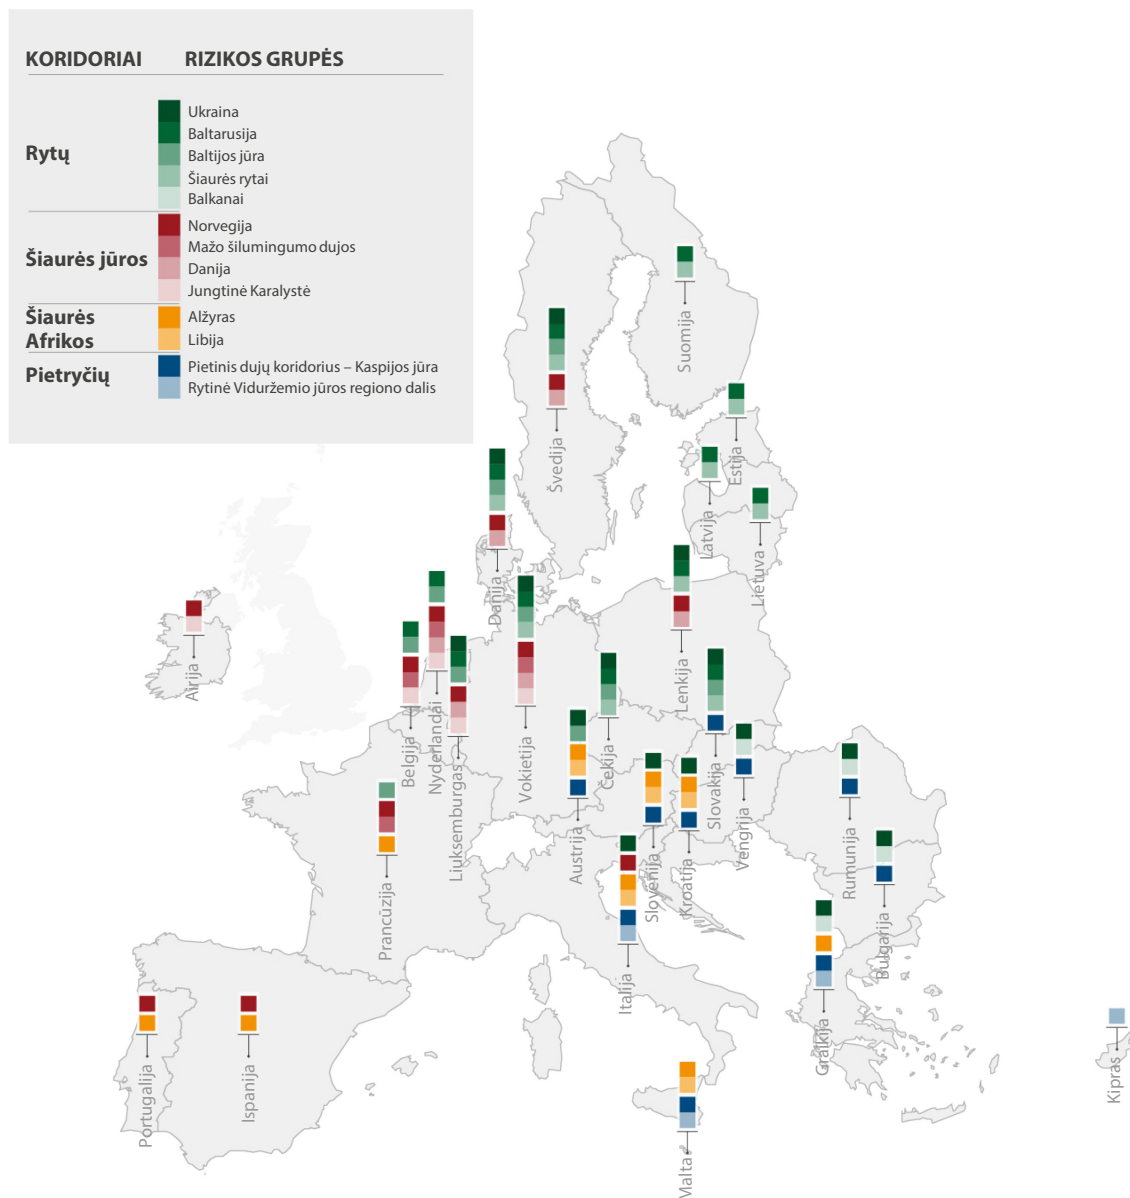 KORIDORIAI RIZIKOS GRUPĖS
Rytų
Ukraina
Baltarusija
Baltijos jūra
Šiaurės rytai
Balkanai
Šiaurės jūros
Norvegija
Mažo šilumingumo dujos
Danija
Jungtinė Karalystė
Šiaurės
Afrikos
Alžyras
Libija
Pietryčių
Pietinis dujų koridorius – Kaspijos jūra
Rytinė Viduržemio jūros regiono dalis
Suomija
Švedija
Estija
Latvija
Lietuva
Danija
Airija
Lenkija
Belgija
Nyderlandai
Liuksemburgas
Vokietija
Čekija
Slovakija
Austrija
Vengrija
Slovėnija
Kroatija
Rumunija
Prancūzija
Bulgarija
Italija
Graikija
Portugalija
Ispanija
Malta
Kipras